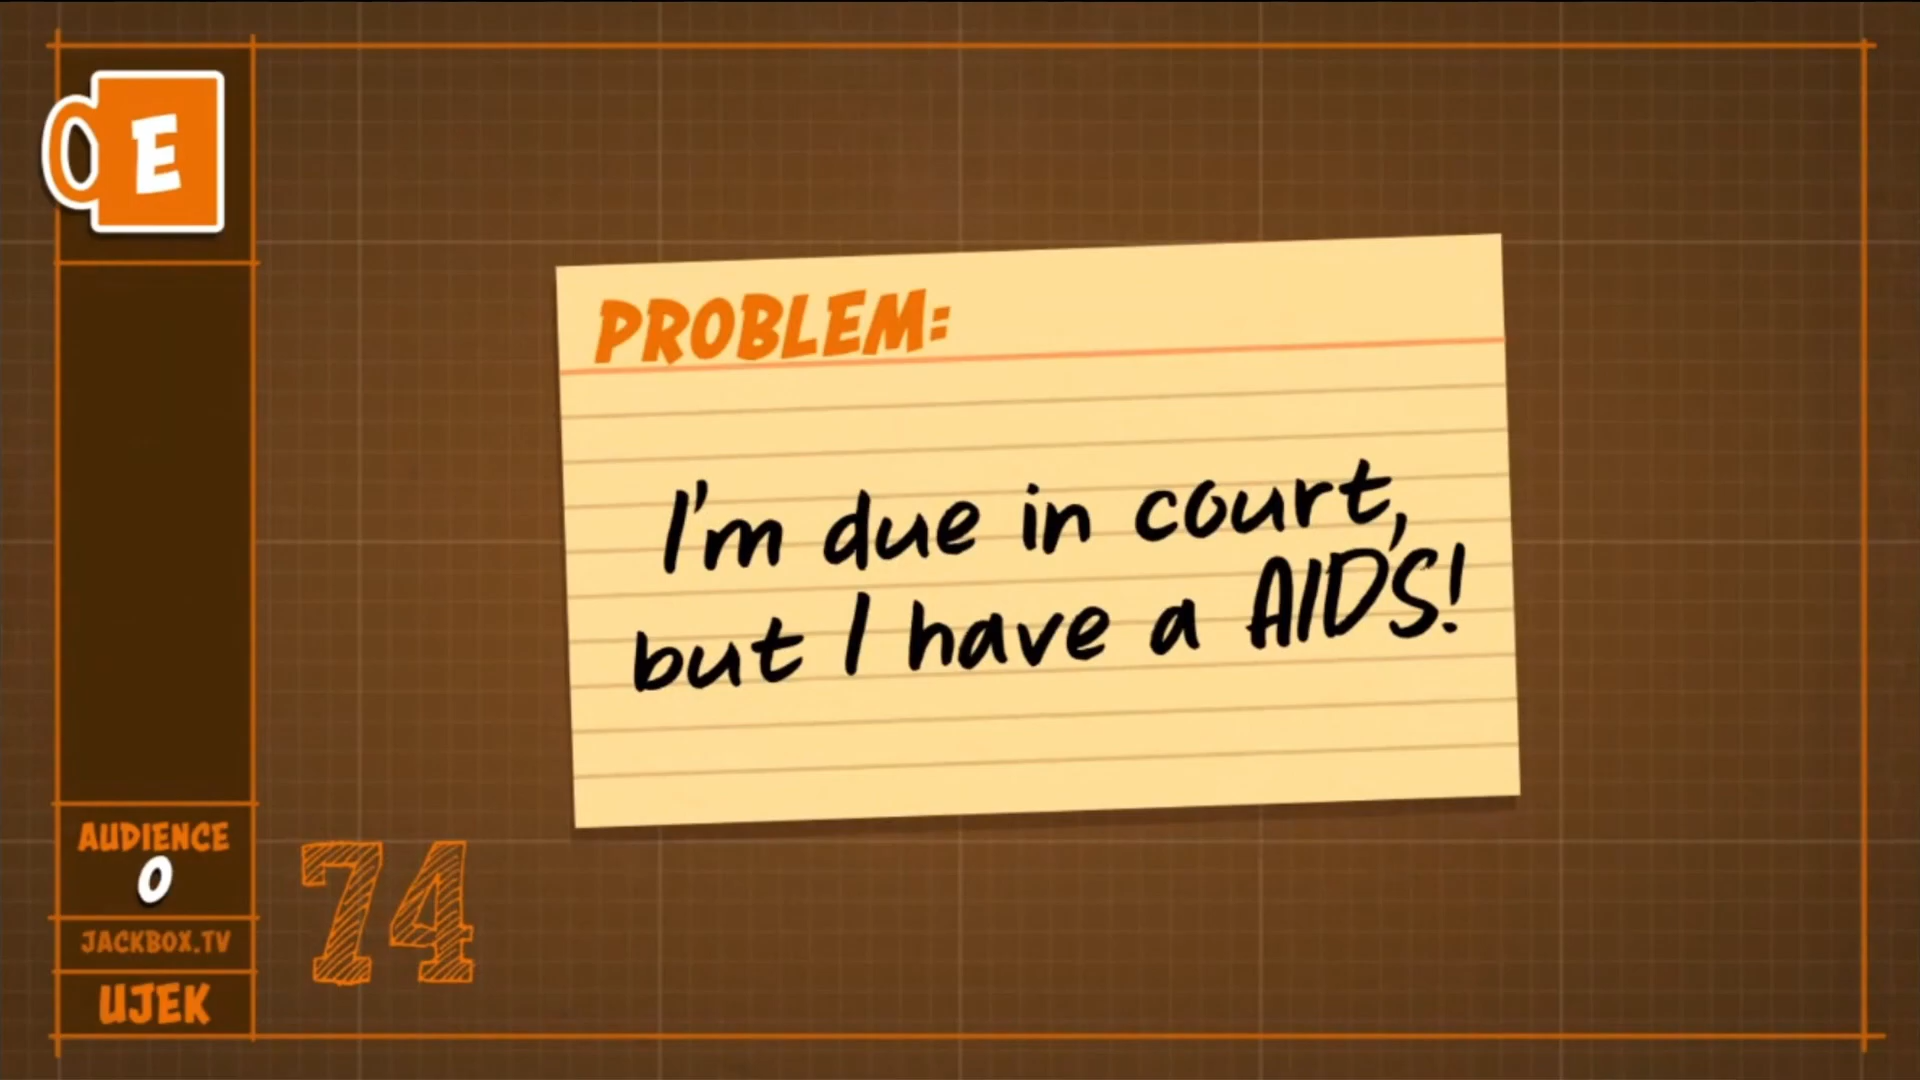 E
PROBLEM:
I'm due in court,
but I have a AIDS!
AUDIENCE
0
74
JACKBOX.TV
UJEK